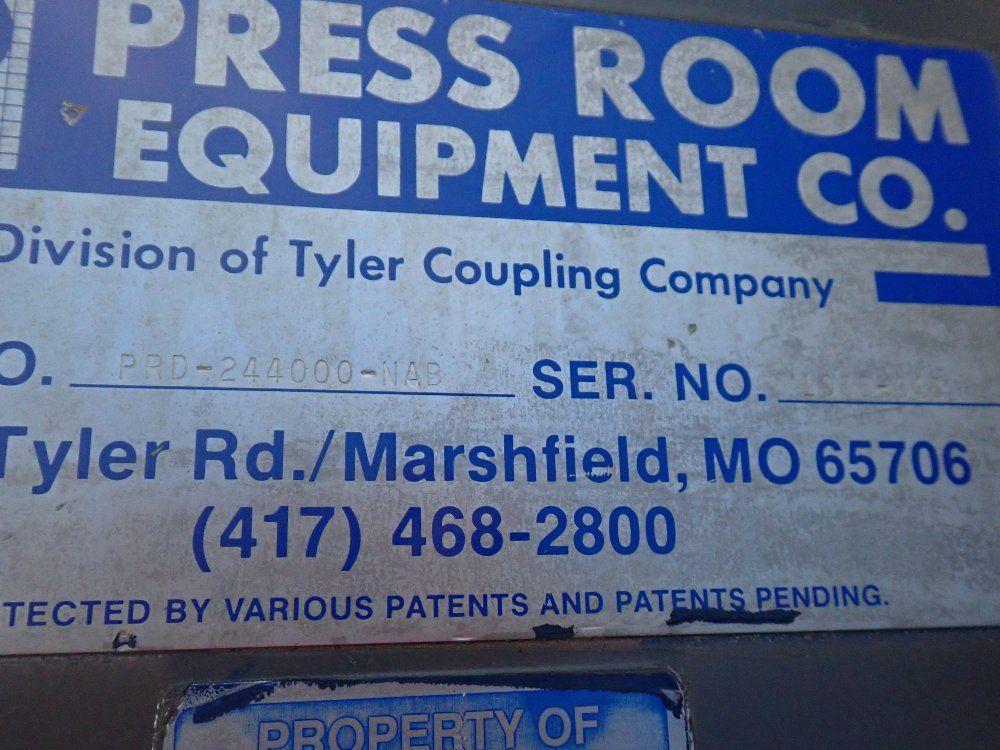 PRESS ROOM
EQUIPMENT CO.
Division of Tyler Coupling Company
O. PRD-244000-NAB SER. NO.
Tyler Rd./Marshfield, MO 65706
(417) 468-2800
TECTED BY VARIOUS PATENTS AND PATENTS PENDING.
PROPERTY OF